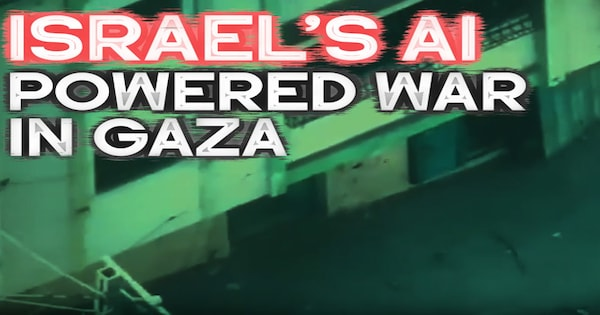 ISRAEL'S AI
POWERED WAR
IN GAZA